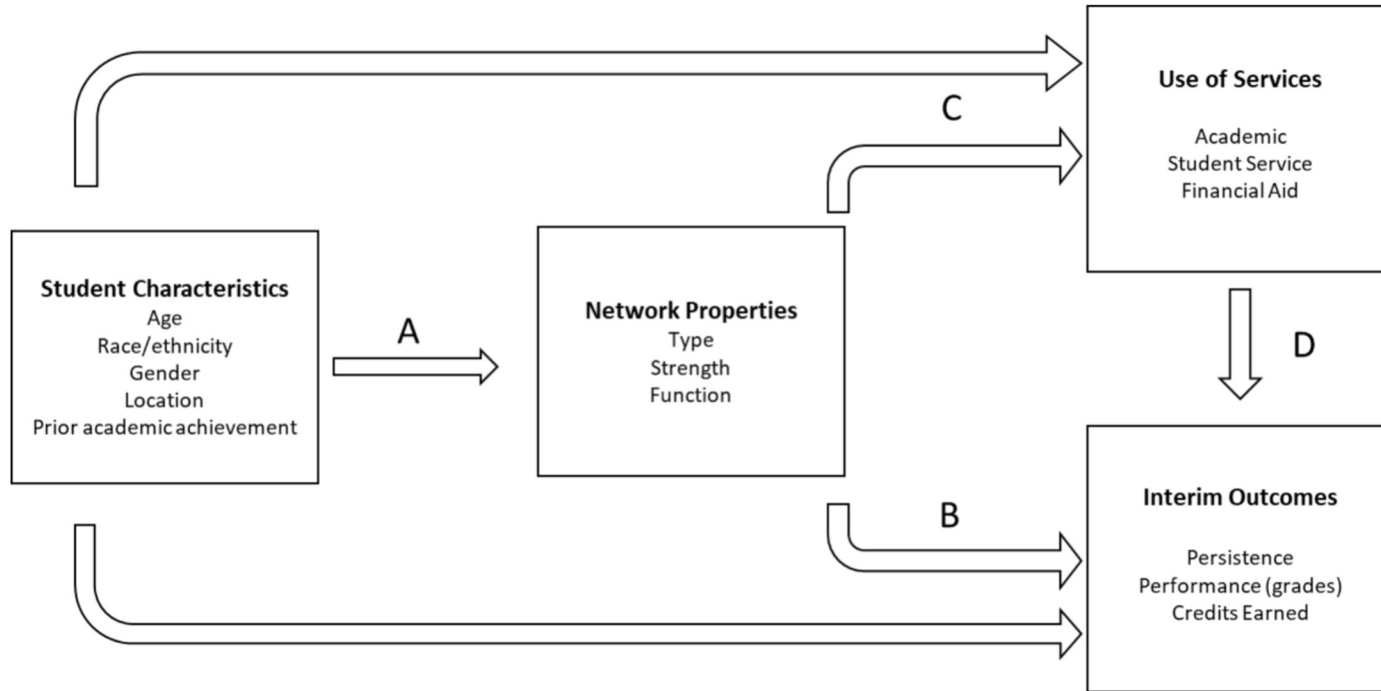 Student Characteristics
Age
Race/ethnicity
Gender
Location
Prior academic achievement
A
Network Properties
Type
Strength
Function
C
B
Use of Services
Academic
Student Service
Financial Aid
D
Interim Outcomes
Persistence
Performance (grades)
Credits Earned